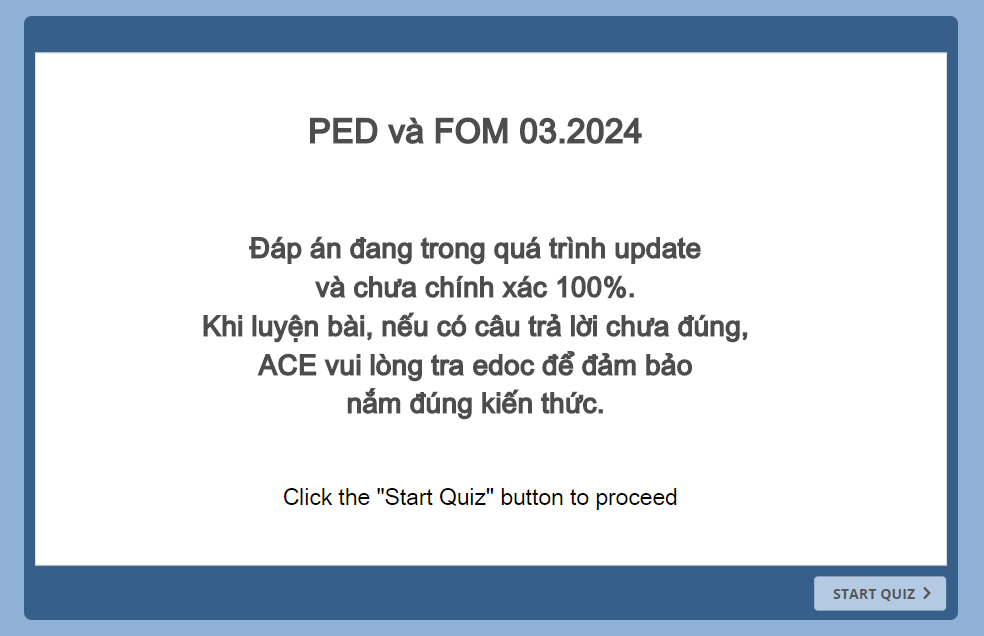 PED và FOM 03.2024
Đáp án đang trong quá trình update
và chưa chính xác 100%.
Khi luyện bài, nếu có câu trả lời chưa đúng,
ACE vui lòng tra edoc để đảm bảo
nắm đúng kiến thức.
Click the "Start Quiz" button to proceed
START QUIZ